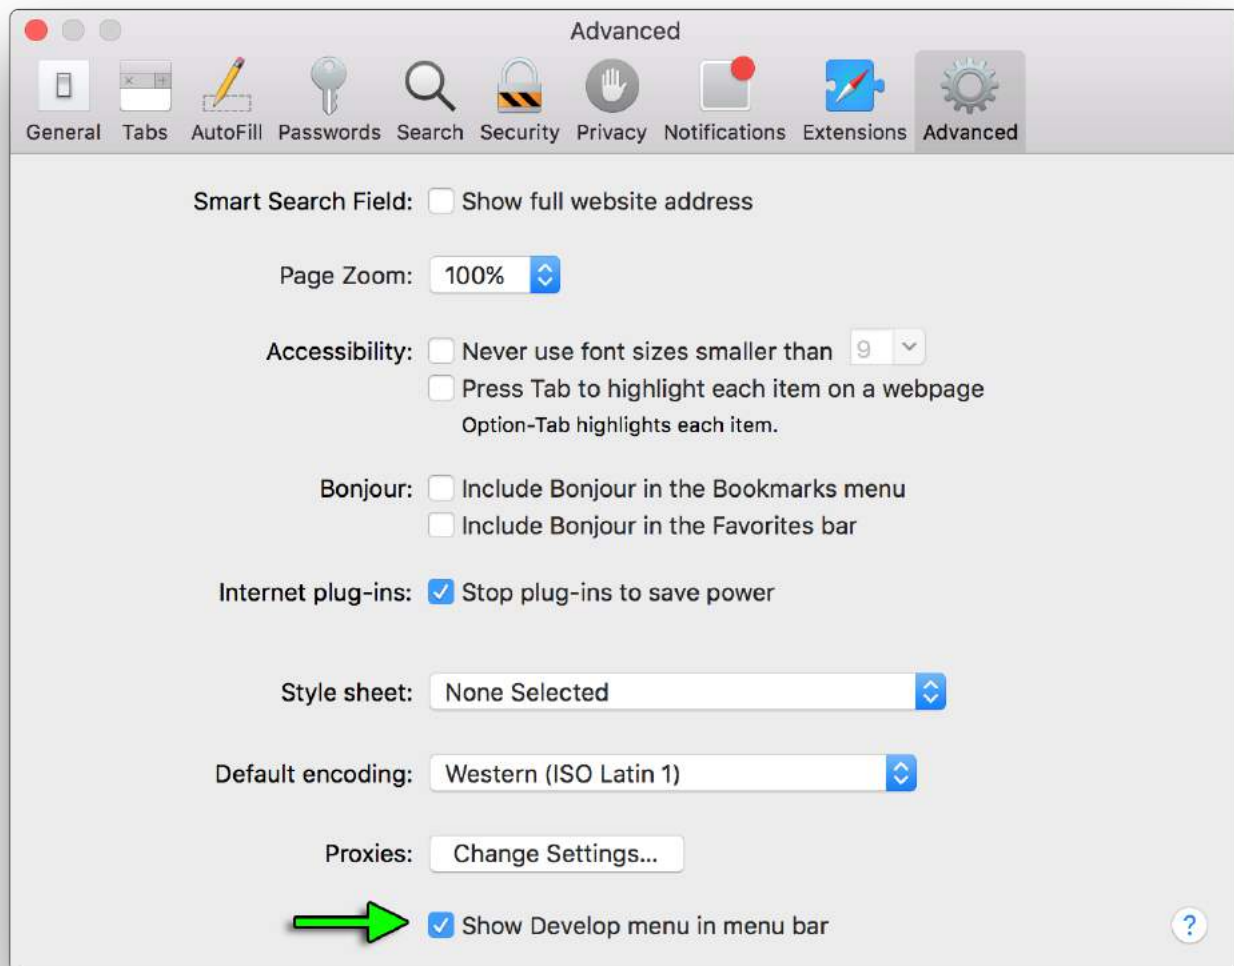 Advanced
General Tabs AutoFill Passwords Search Security Privacy Notifications Extensions Advanced
Smart Search Field: Show full website address
Page Zoom: 100%
Accessibility: Never use font sizes smaller than 9
Press Tab to highlight each item on a webpage
Option-Tab highlights each item.
Bonjour: Include Bonjour in the Bookmarks menu
Include Bonjour in the Favorites bar
Internet plug-ins: Stop plug-ins to save power
Style sheet: None Selected
Default encoding: Western (ISO Latin 1)
Proxies: Change Settings...
Show Develop menu in menu bar ?